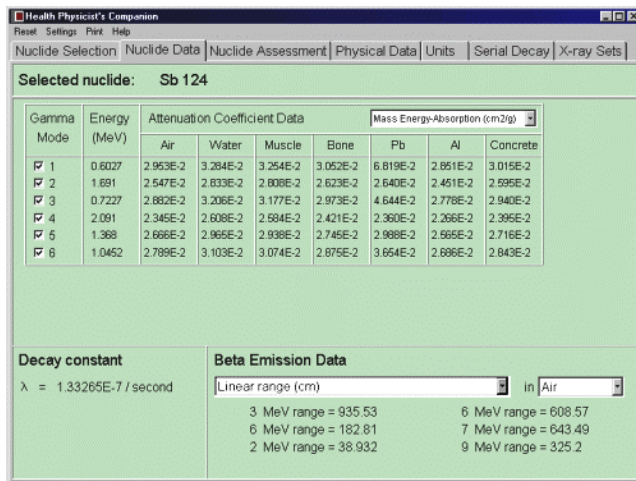 Health Physicist's Companion
Reset Settings Print Help
Nuclide Selection Nuclide Data Nuclide Assessment Physical Data Units Serial Decay X-ray Sets
Selected nuclide: Sb 124
Gamma Mode Energy (MeV) Attenuation Coefficient Data Mass Energy-Absorption (cm2/g)
Air Water Muscle Bone Pb Al Concrete
1 0.6027 2.953E-2 3.284E-2 3.254E-2 3.052E-2 6.819E-2 2.851E-2 3.015E-2
2 1.691 2.547E-2 2.833E-2 2.808E-2 2.623E-2 2.640E-2 2.451E-2 2.595E-2
3 0.7227 2.882E-2 3.206E-2 3.177E-2 2.973E-2 4.644E-2 2.778E-2 2.940E-2
4 2.091 2.345E-2 2.608E-2 2.584E-2 2.421E-2 2.360E-2 2.266E-2 2.395E-2
5 1.368 2.666E-2 2.965E-2 2.938E-2 2.745E-2 2.988E-2 2.565E-2 2.716E-2
6 1.0452 2.789E-2 3.103E-2 3.074E-2 2.875E-2 3.654E-2 2.686E-2 2.843E-2
Decay constant
λ = 1.33265E-7 / second
Beta Emission Data
Linear range (cm) in Air
3 MeV range = 935.53 6 MeV range = 608.57
6 MeV range = 182.81 7 MeV range = 643.49
2 MeV range = 38.932 9 MeV range = 325.2